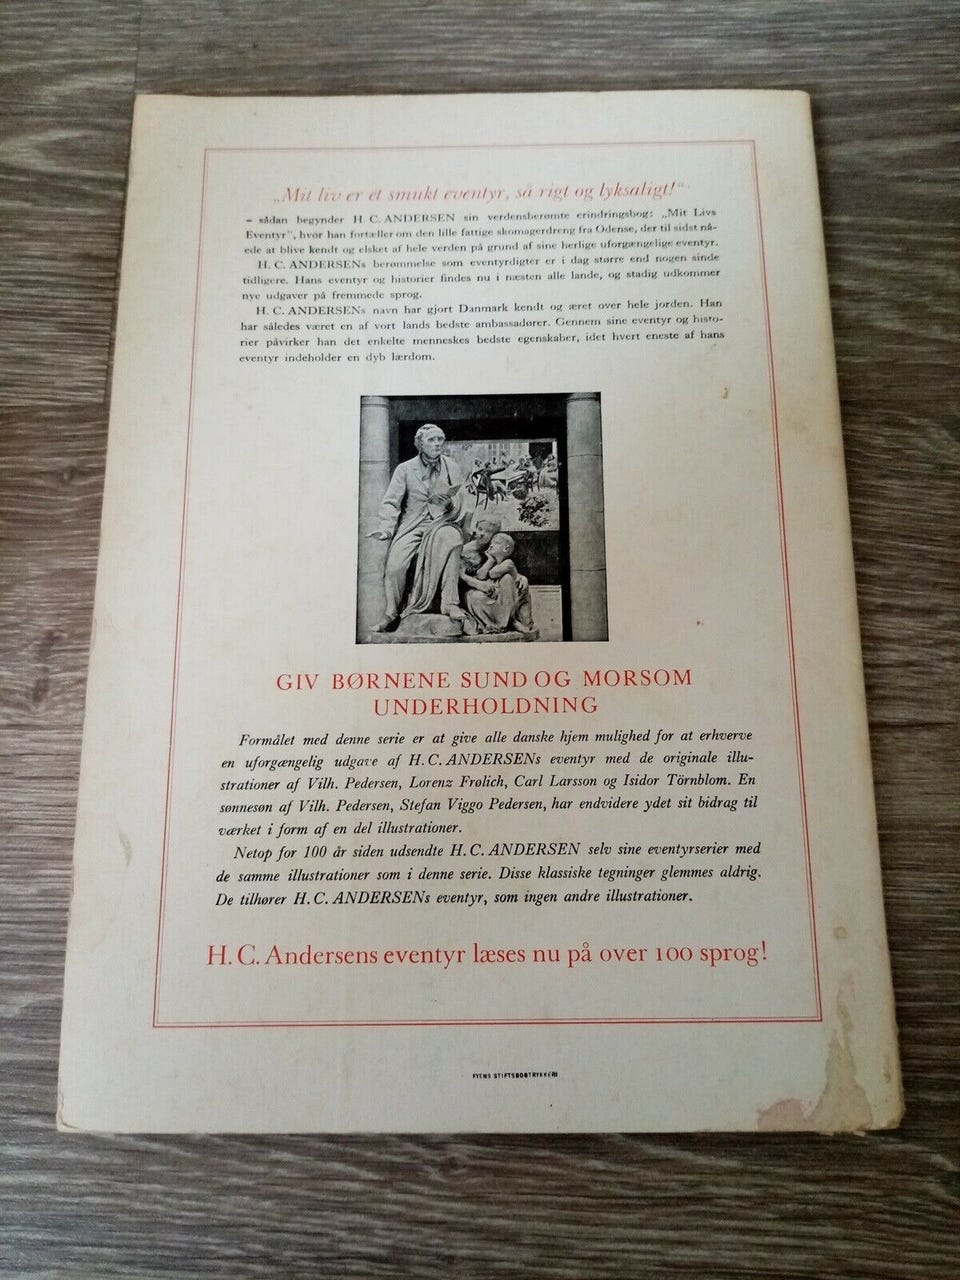 „Mit liv er et smukt eventyr, så rigt og lyksaligt!“
– sådan begynder H. C. ANDERSEN sin verdensberømte erindringsbog: „Mit Livs
Eventyr“, hvor han fortæller om den lille fattige skomagerdreng fra Odense, der til sidst nå-
ede at blive kendt og elsket af hele verden på grund af sine herlige uforgængelige eventyr.
H. C. ANDERSENs berømmelse som eventyrdigter er i dag større end nogen sinde
tidligere. Hans eventyr og historier findes nu i næsten alle lande, og stadig udkommer
nye udgaver på fremmede sprog.
H. C. ANDERSENs navn har gjort Danmark kendt og æret over hele jorden. Han
har således været en af vort lands bedste ambassadører. Gennem sine eventyr og histo-
rier påvirker han det enkelte menneskes bedste egenskaber, idet hvert eneste af hans
eventyr indeholder en dyb lærdom.
GIV BØRNENE SUND OG MORSOM
UNDERHOLDNING
Formålet med denne serie er at give alle danske hjem mulighed for at erhverve
en uforgængelig udgave af H. C. ANDERSENs eventyr med de originale illu-
strationer af Vilh. Pedersen, Lorenz Frølich, Carl Larsson og Isidor Törnblom. En
sønnesøn af Vilh. Pedersen, Stefan Viggo Pedersen, har endvidere ydet sit bidrag til
værket i form af en del illustrationer.
Netop for 100 år siden udsendte H. C. ANDERSEN selv sine eventyrserier med
de samme illustrationer som i denne serie. Disse klassiske tegninger glemmes aldrig.
De tilhører H. C. ANDERSENs eventyr, som ingen andre illustrationer.
H. C. Andersens eventyr læses nu på over 100 sprog!
FYENS STIFTSBOGTRYKKERI